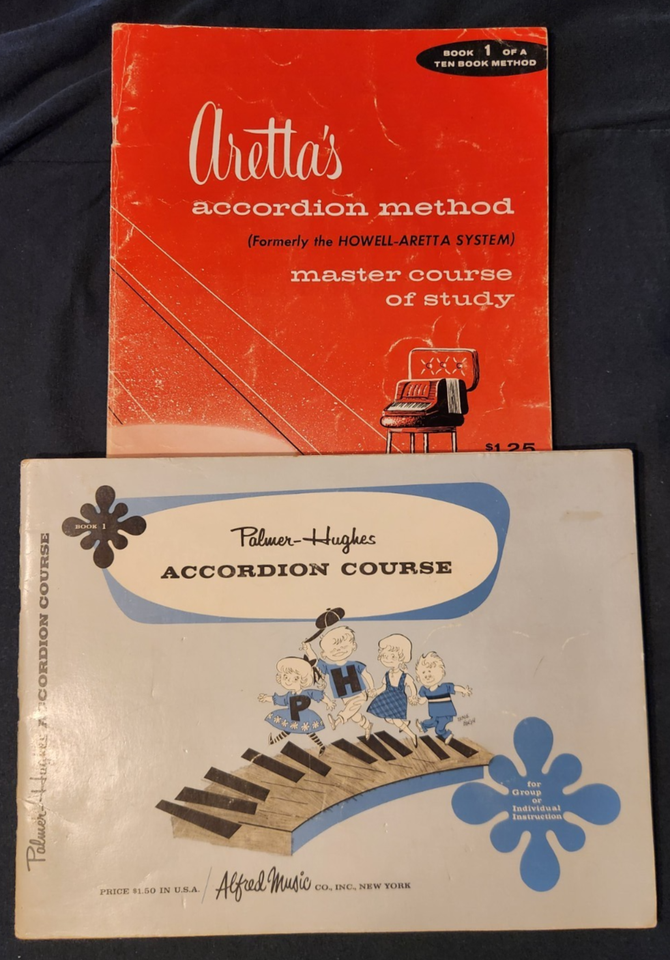 BOOK 1 OF A
TEN BOOK METHOD
Aretta's
accordion method
(Formerly the HOWELL-ARETTA SYSTEM)
master course
of study
$1.25
BOOK 1
Palmer-Hughes
ACCORDION COURSE
Palmer-Hughes ACCORDION COURSE
P
H
for
Group
or
Individual
Instruction
PRICE $1.50 IN U.S.A. / Alfred Music CO., INC., NEW YORK